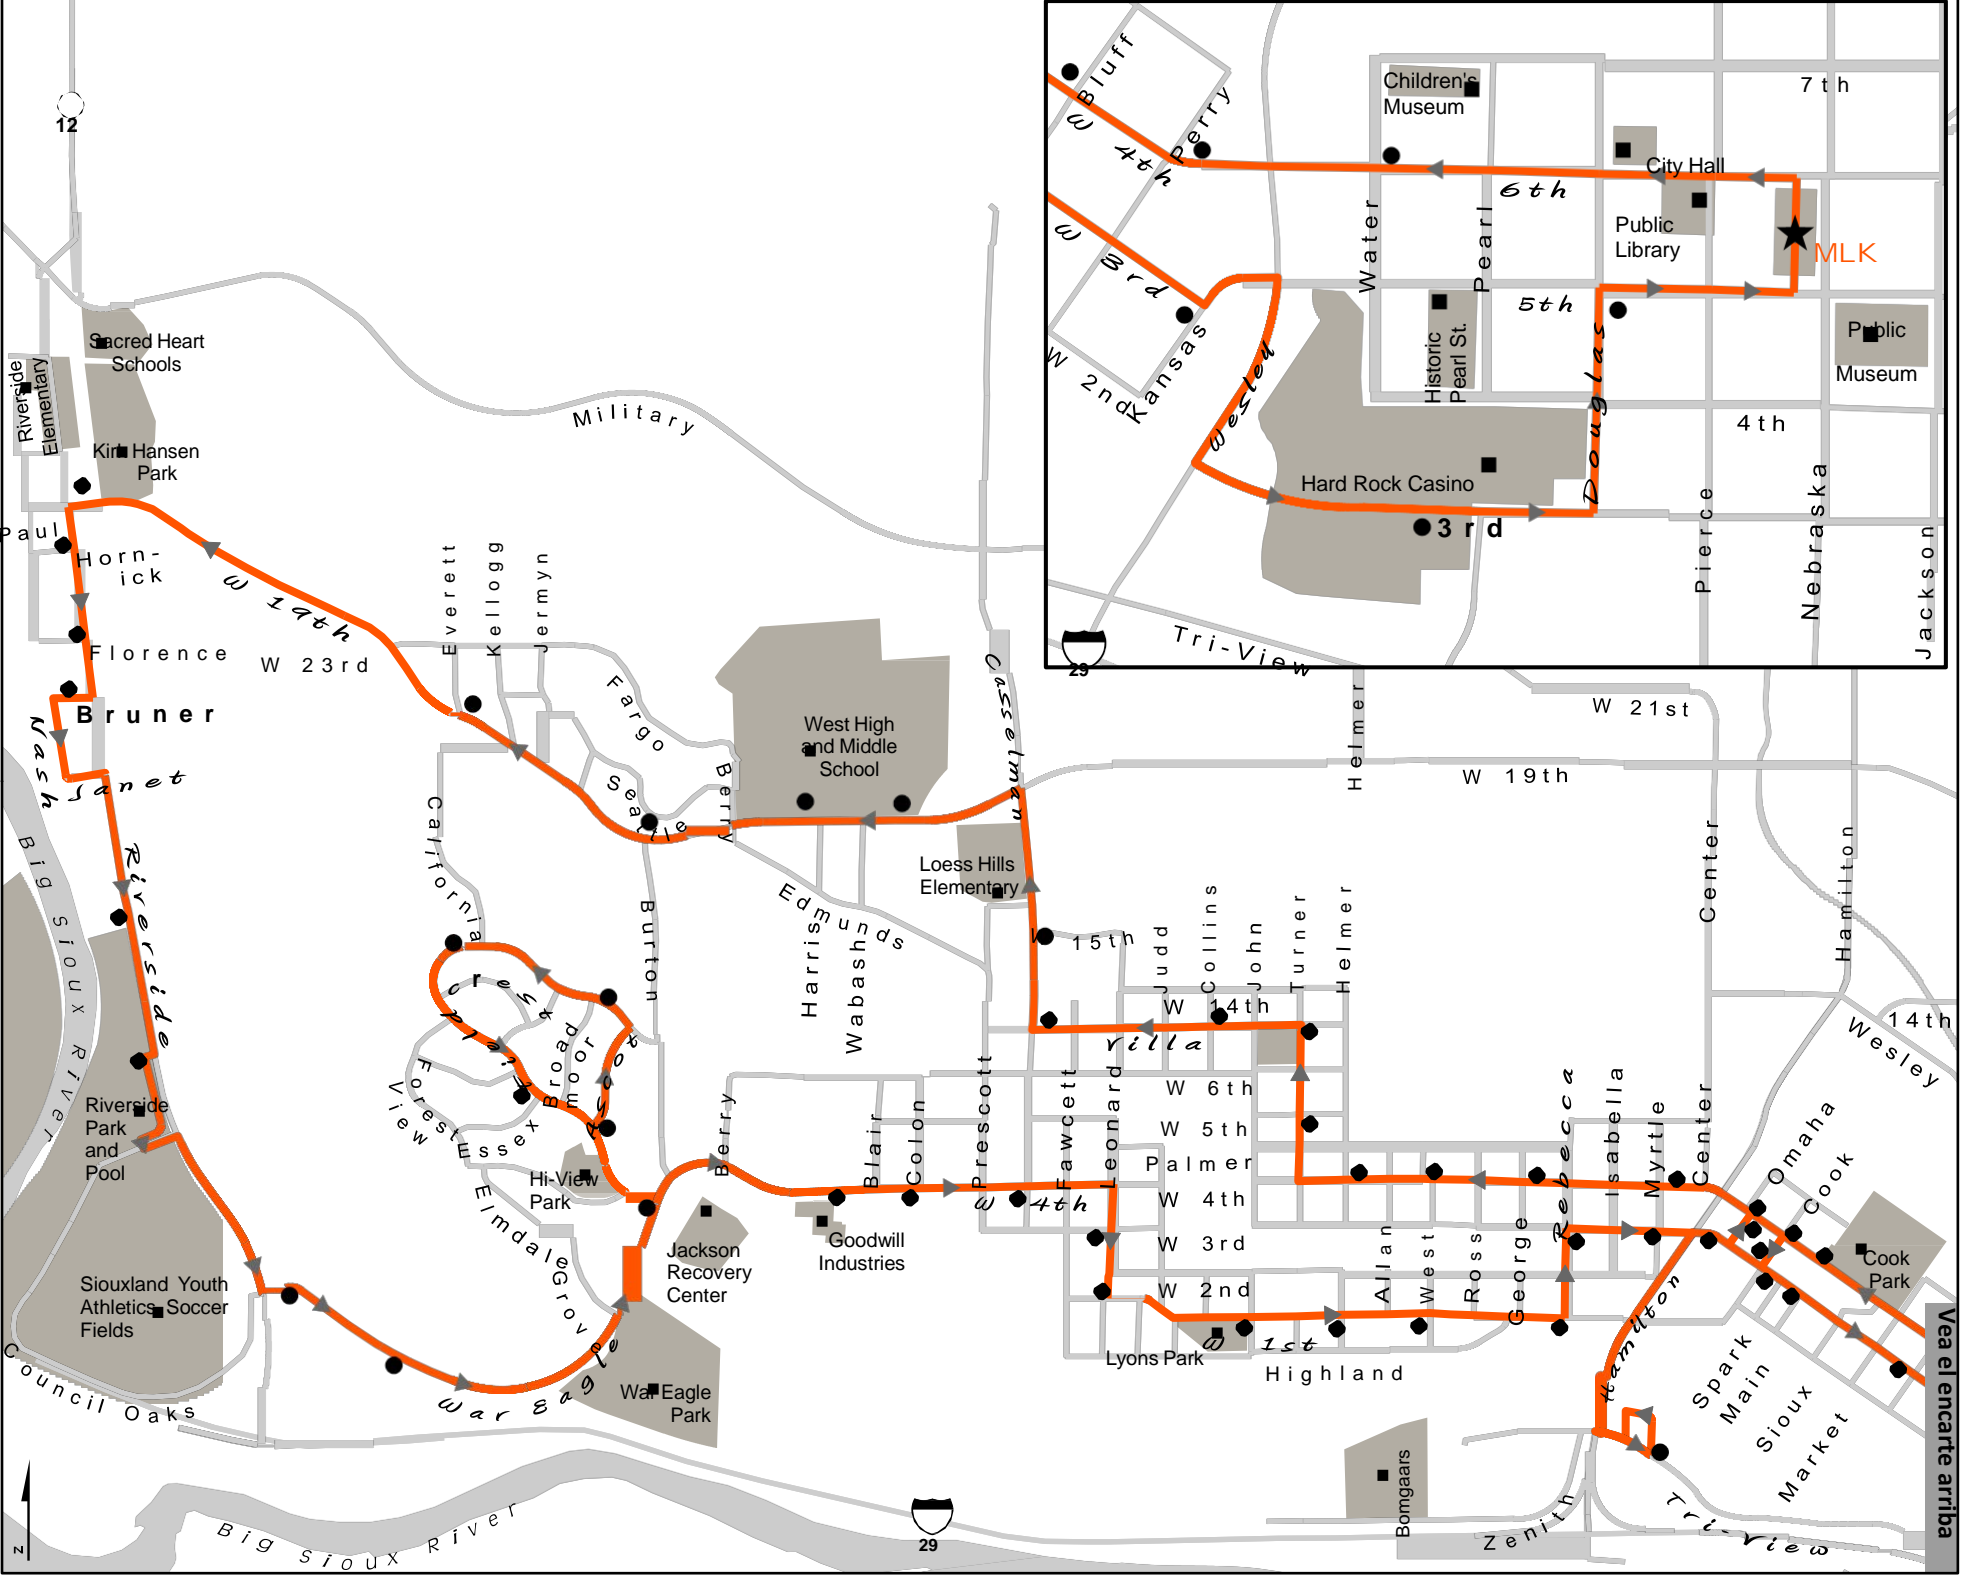 12
Sacred Heart
Schools
Riverside
Elementary
Kirk Hansen
Park
Paul
Horn-
ick
Florence
W 23rd
W 19th
Bruner
Nash
Janet
Riverside
Big Sioux River
Military
Everett
Kellogg
Jermyn
Fargo
Seattle
Berry
West High
and Middle
School
Casselman
California
Burton
Edmunds
Harris
Wabash
Loess Hills
Elementary
W 15th
Judd
Collins
John
Turner
Helmer
W 14th
Villa
W 6th
W 5th
Palmer
W 4th
W 3rd
W 2nd
Helmer
W 21st
W 19th
Center
Hamilton
14th
Wesley
Riverside
Park
and
Pool
Siouxland Youth
Athletics Soccer
Fields
Council Oaks
Forest
View
Essex
Broad
moor
Ross
Hi-View
Park
Elmdale
Grov
War Eagle
War Eagle
Park
Jackson
Recovery
Center
Goodwill
Industries
Berry
Blair
Colon
Prescott
Fawcett
Leonard
W 4th
Lyons Park
W 1st
Highland
Allan
West
Ross
George
Rebecca
Isabella
Myrtle
Center
Omaha
Cook
Cook
Park
Hamilton
Spark
Main
Sioux
Market
Bomgaars
Zenith
Tri-View
Big Sioux River
29
z
Vea el encarte arriba
Bluff
W 4th
Perry
W 3rd
W 2nd
Kansas
Wesley
Children's
Museum
7th
City Hall
6th
Water
Pearl
Public
Library
MLK
5th
Historic
Pearl St.
Douglas
Public
Museum
4th
Hard Rock Casino
3rd
Pierce
Nebraska
Jackson
Tri-View
29